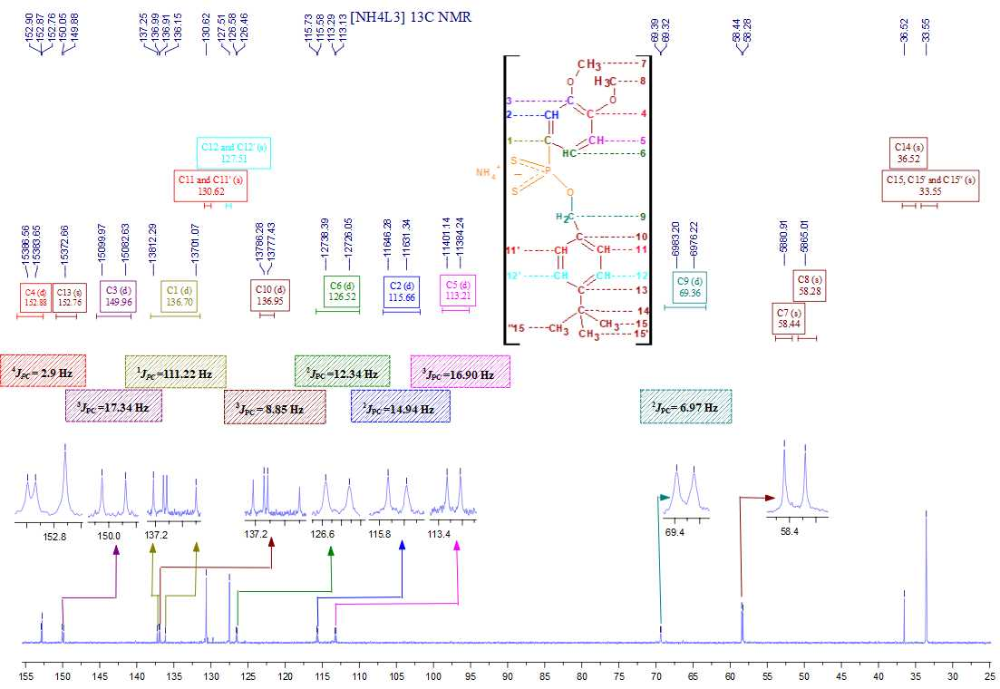 [NH4L3] 13C NMR
152.90
152.87
152.76
150.05
149.88
137.25
136.99
136.91
136.15
130.62
127.51
126.58
126.46
115.73
115.58
113.29
113.13
69.39
69.32
58.44
58.28
36.52
33.55
CH3 7
H3C 8
O
O
3 C
2 CH
C 4
1 C
CH 5
HC 6
S
NH4+
P
−
S
O
H2C 9
C 10
11' CH
CH 11
12' CH
CH 12
C 13
C 14
"15 CH3
CH3 15
CH3 15'
C12 and C12' (s)
127.51
C11 and C11' (s)
130.62
C14 (s)
36.52
C15, C15' and C15" (s)
33.55
15386.56
15383.65
15372.66
15099.97
15082.63
13812.29
13701.07
13786.28
13777.43
12738.39
12726.05
11646.28
11631.34
11401.14
11384.24
6983.20
6976.22
5880.91
5865.01
C4 (d)
152.88
C13 (s)
152.76
C3 (d)
149.96
C1 (d)
136.70
C10 (d)
136.95
C6 (d)
126.52
C2 (d)
115.66
C5 (d)
113.21
C9 (d)
69.36
C8 (s)
58.28
C7 (s)
58.44
4JPC = 2.9 Hz
1JPC =111.22 Hz
2JPC =12.34 Hz
3JPC =16.90 Hz
3JPC =17.34 Hz
3JPC = 8.85 Hz
2JPC =14.94 Hz
2JPC= 6.97 Hz
152.8
150.0
137.2
137.2
126.6
115.8
113.4
69.4
58.4
155 150 145 140 135 130 125 120 115 110 105 100 95 90 85 80 75 70 65 60 55 50 45 40 35 30 25